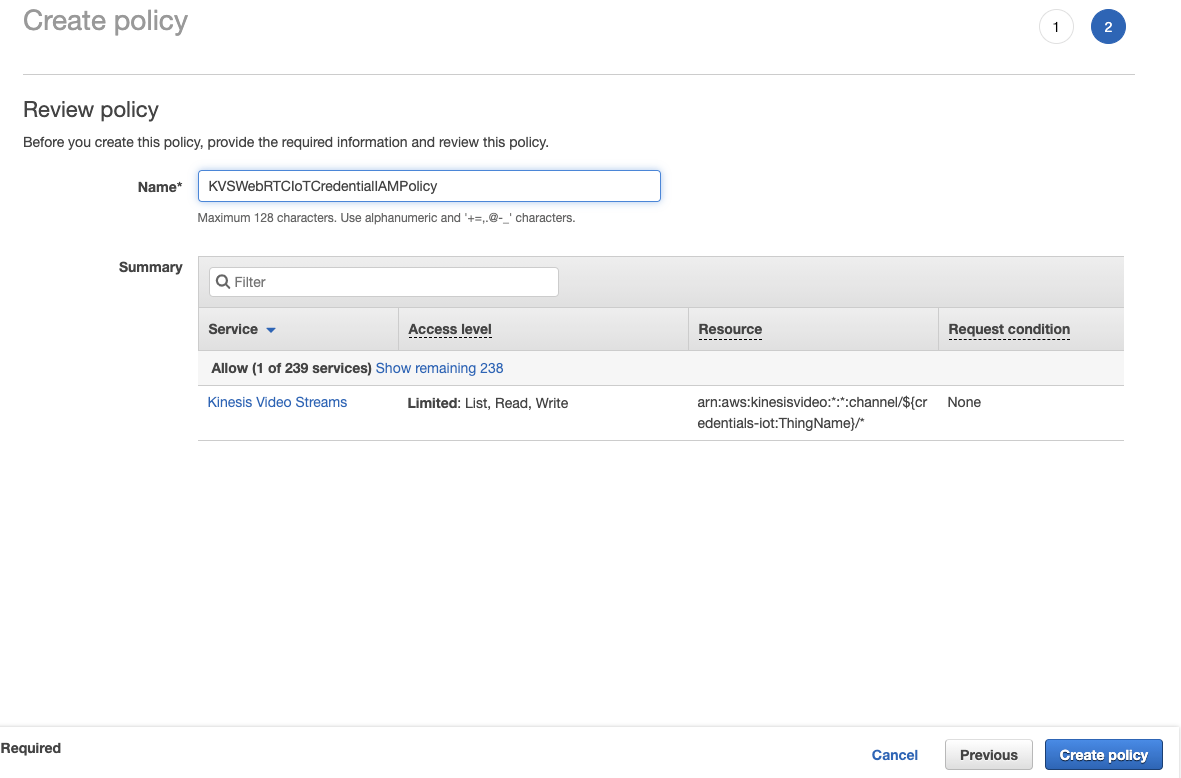 Create policy
1
2
Review policy
Before you create this policy, provide the required information and review this policy.
Name*
KVSWebRTCIoTCredentialIAMPolicy
Maximum 128 characters. Use alphanumeric and '+=,.@-_' characters.
Summary
Filter
Service
Access level
Resource
Request condition
Allow (1 of 239 services) Show remaining 238
Kinesis Video Streams
Limited: List, Read, Write
arn:aws:kinesisvideo:*:*:channel/${cr
edentials-iot:ThingName}/*
None
Required
Cancel
Previous
Create policy